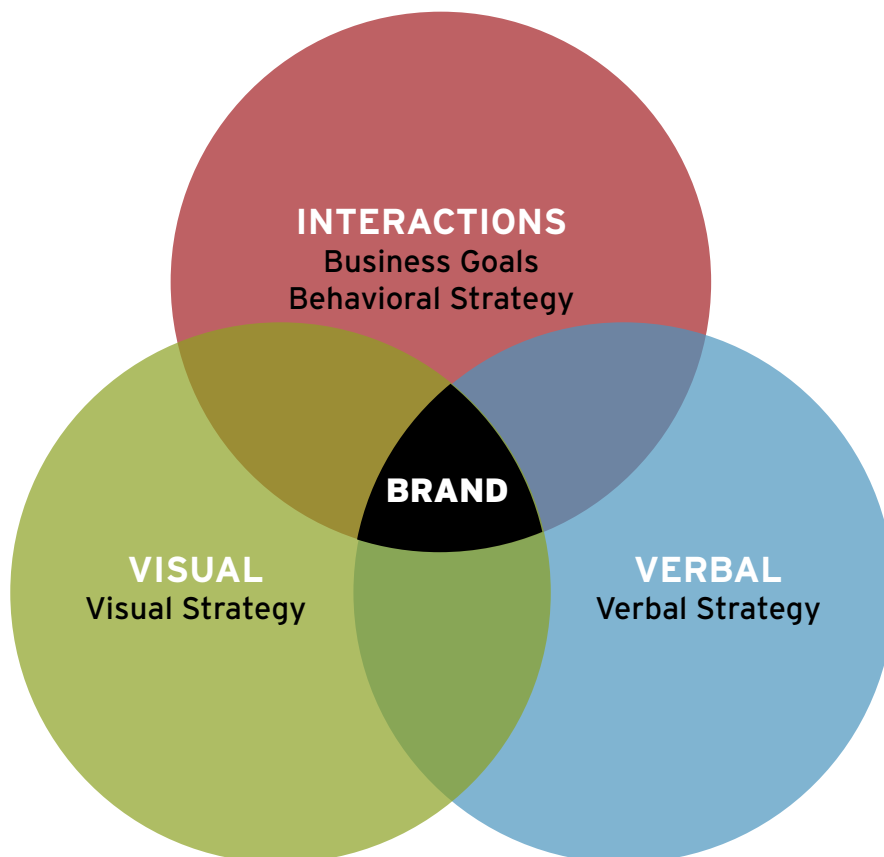 INTERACTIONS
Business Goals
Behavioral Strategy
BRAND
VISUAL
Visual Strategy
VERBAL
Verbal Strategy